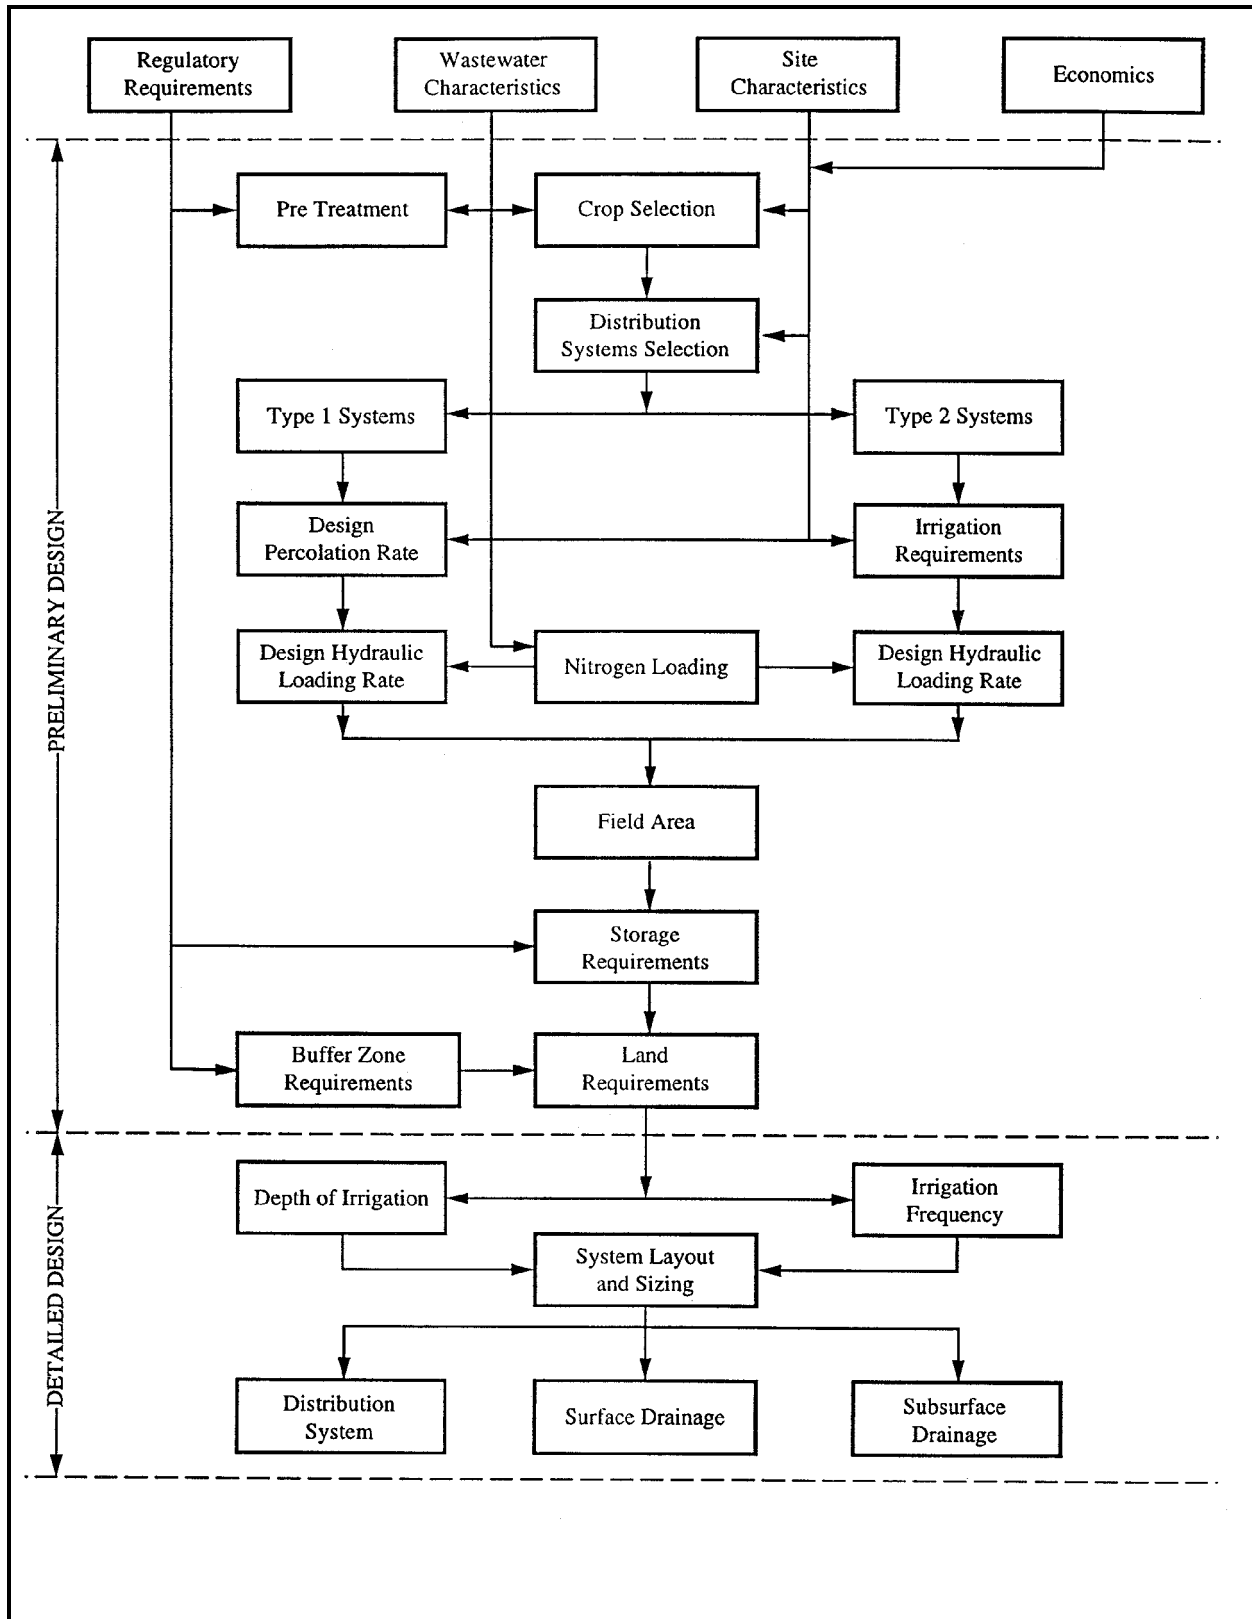 Regulatory
Requirements
Wastewater
Characteristics
Site
Characteristics
Economics
PRELIMINARY DESIGN
Pre Treatment
Crop Selection
Distribution
Systems Selection
Type 1 Systems
Type 2 Systems
Design
Percolation Rate
Irrigation
Requirements
Design Hydraulic
Loading Rate
Nitrogen Loading
Design Hydraulic
Loading Rate
Field Area
Storage
Requirements
Buffer Zone
Requirements
Land
Requirements
DETAILED DESIGN
Depth of Irrigation
Irrigation
Frequency
System Layout
and Sizing
Distribution
System
Surface Drainage
Subsurface
Drainage